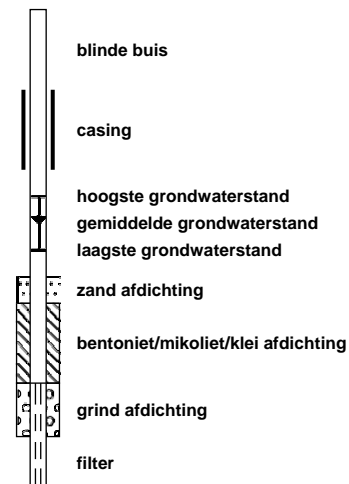 blinde buis
casing
hoogste grondwaterstand
gemiddelde grondwaterstand
laagste grondwaterstand
zand afdichting
bentoniet/mikoliet/klei afdichting
grind afdichting
filter